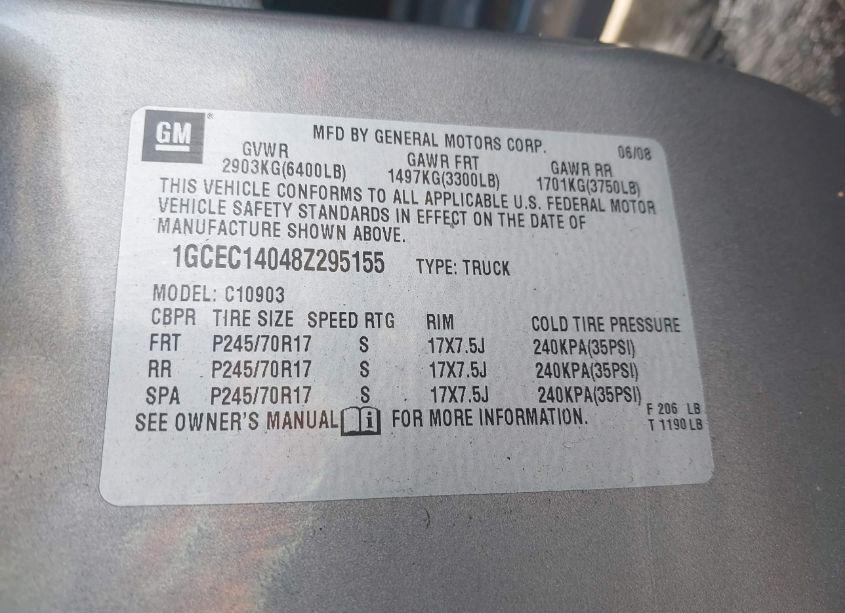 GM®
MFD BY GENERAL MOTORS CORP. 06/08
GVWR GAWR FRT GAWR RR
2903KG(6400LB) 1497KG(3300LB) 1701KG(3750LB)
THIS VEHICLE CONFORMS TO ALL APPLICABLE U.S. FEDERAL MOTOR
VEHICLE SAFETY STANDARDS IN EFFECT ON THE DATE OF
MANUFACTURE SHOWN ABOVE.
1GCEC14048Z295155 TYPE: TRUCK
MODEL: C10903
CBPR TIRE SIZE SPEED RTG RIM COLD TIRE PRESSURE
FRT P245/70R17 S 17X7.5J 240KPA(35PSI)
RR P245/70R17 S 17X7.5J 240KPA(35PSI)
SPA P245/70R17 S 17X7.5J 240KPA(35PSI)
SEE OWNER'S MANUAL i FOR MORE INFORMATION.
F 206 LB
T 1190 LB